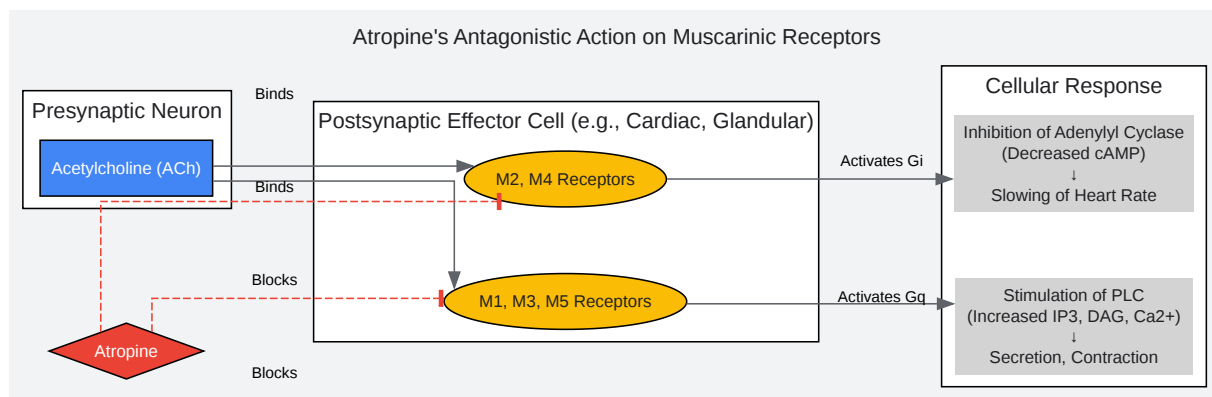 Atropine's Antagonistic Action on Muscarinic Receptors
Presynaptic Neuron
Acetylcholine (ACh)
Binds
Binds
Blocks
Blocks
Atropine
Postsynaptic Effector Cell (e.g., Cardiac, Glandular)
M2, M4 Receptors
M1, M3, M5 Receptors
Activates Gi
Activates Gq
Cellular Response
Inhibition of Adenylyl Cyclase
(Decreased cAMP)
↓
Slowing of Heart Rate
Stimulation of PLC
(Increased IP3, DAG, Ca2+)
↓
Secretion, Contraction